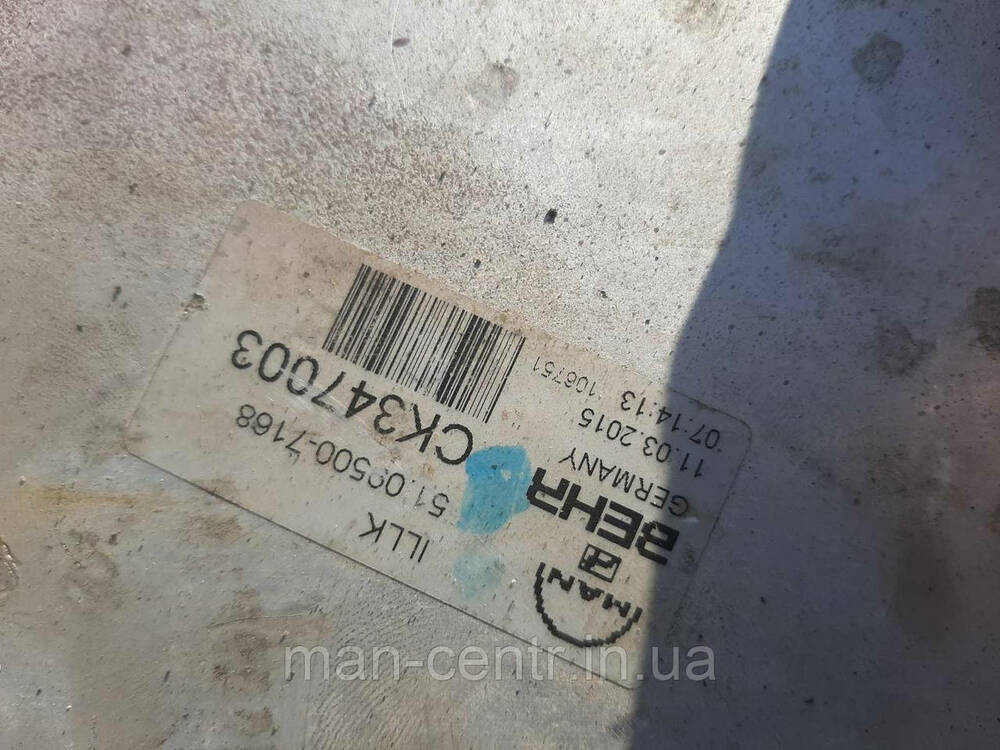 MAN
BEHR
GERMANY
11.03.2015
07:14:13
106751
ILLK
51.09500-7168
CK347003
man-centr.in.ua